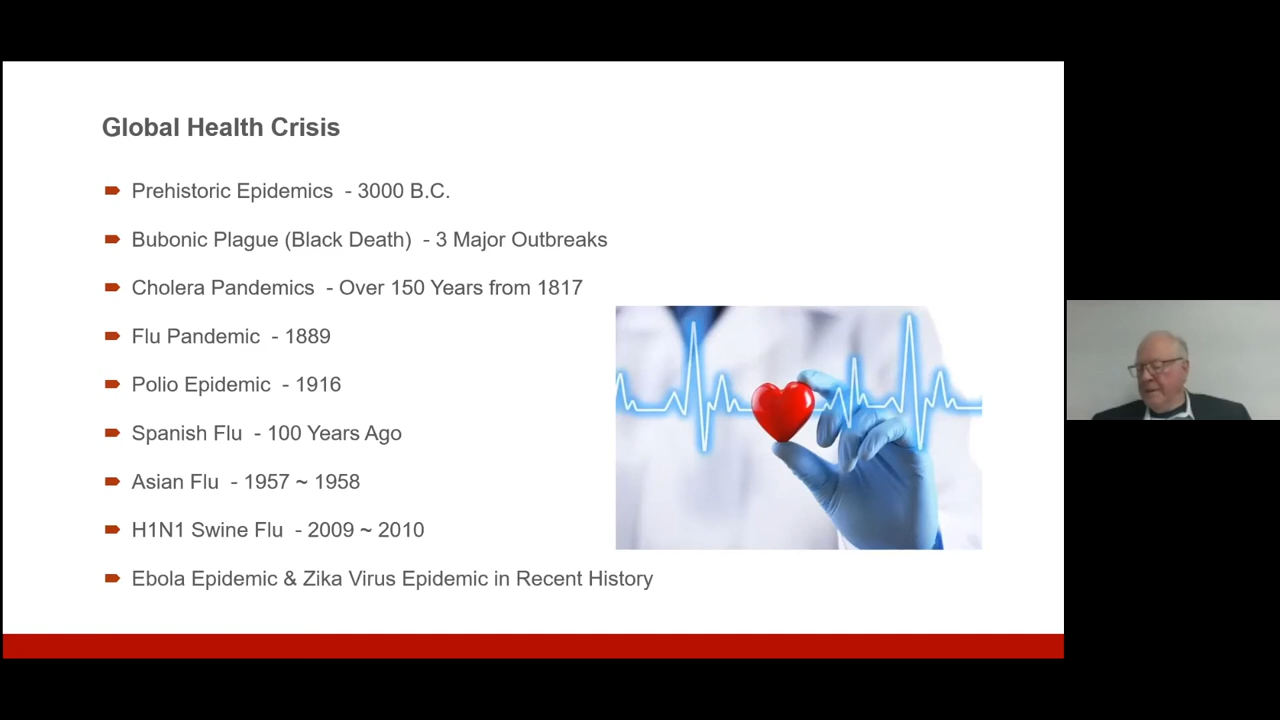 Global Health Crisis
Prehistoric Epidemics - 3000 B.C.
Bubonic Plague (Black Death) - 3 Major Outbreaks
Cholera Pandemics - Over 150 Years from 1817
Flu Pandemic - 1889
Polio Epidemic - 1916
Spanish Flu - 100 Years Ago
Asian Flu - 1957 ~ 1958
H1N1 Swine Flu - 2009 ~ 2010
Ebola Epidemic & Zika Virus Epidemic in Recent History